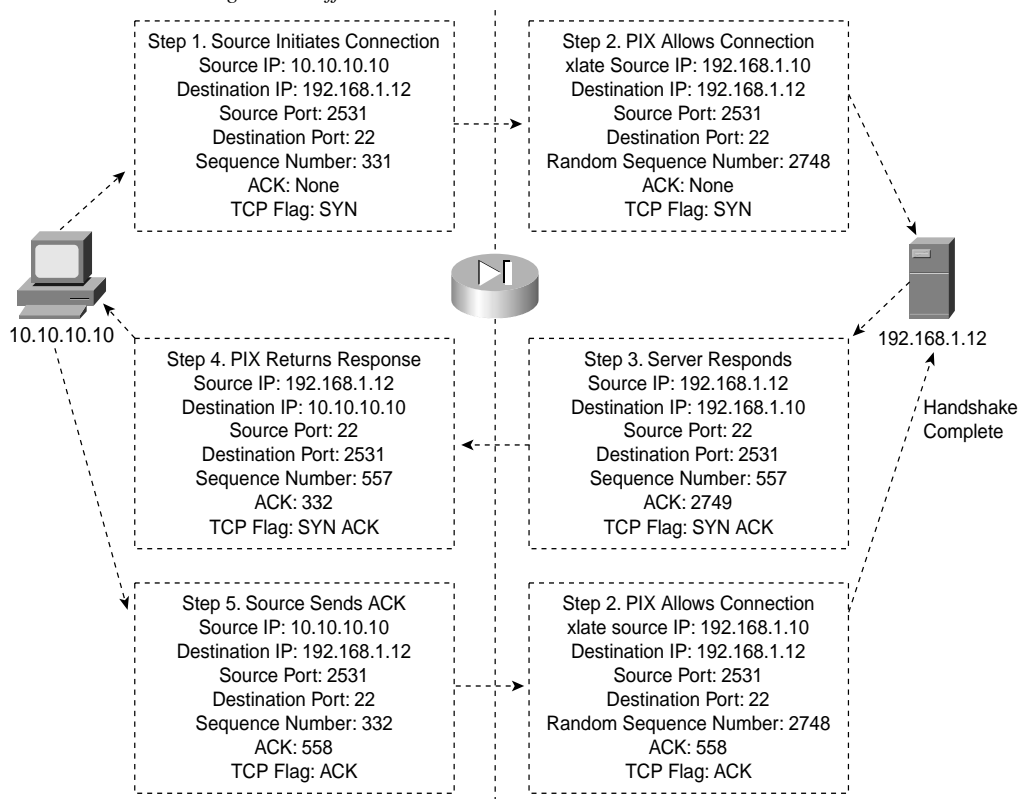 Step 1. Source Initiates Connection
Source IP: 10.10.10.10
Destination IP: 192.168.1.12
Source Port: 2531
Destination Port: 22
Sequence Number: 331
ACK: None
TCP Flag: SYN
Step 2. PIX Allows Connection
xlate Source IP: 192.168.1.10
Destination IP: 192.168.1.12
Source Port: 2531
Destination Port: 22
Random Sequence Number: 2748
ACK: None
TCP Flag: SYN
10.10.10.10
192.168.1.12
Step 4. PIX Returns Response
Source IP: 192.168.1.12
Destination IP: 10.10.10.10
Source Port: 22
Destination Port: 2531
Sequence Number: 557
ACK: 332
TCP Flag: SYN ACK
Step 3. Server Responds
Source IP: 192.168.1.12
Destination IP: 192.168.1.10
Source Port: 22
Destination Port: 2531
Sequence Number: 557
ACK: 2749
TCP Flag: SYN ACK
Handshake
Complete
Step 5. Source Sends ACK
Source IP: 10.10.10.10
Destination IP: 192.168.1.12
Source Port: 2531
Destination Port: 22
Sequence Number: 332
ACK: 558
TCP Flag: ACK
Step 2. PIX Allows Connection
xlate source IP: 192.168.1.10
Destination IP: 192.168.1.12
Source Port: 2531
Destination Port: 22
Random Sequence Number: 2748
ACK: 558
TCP Flag: ACK